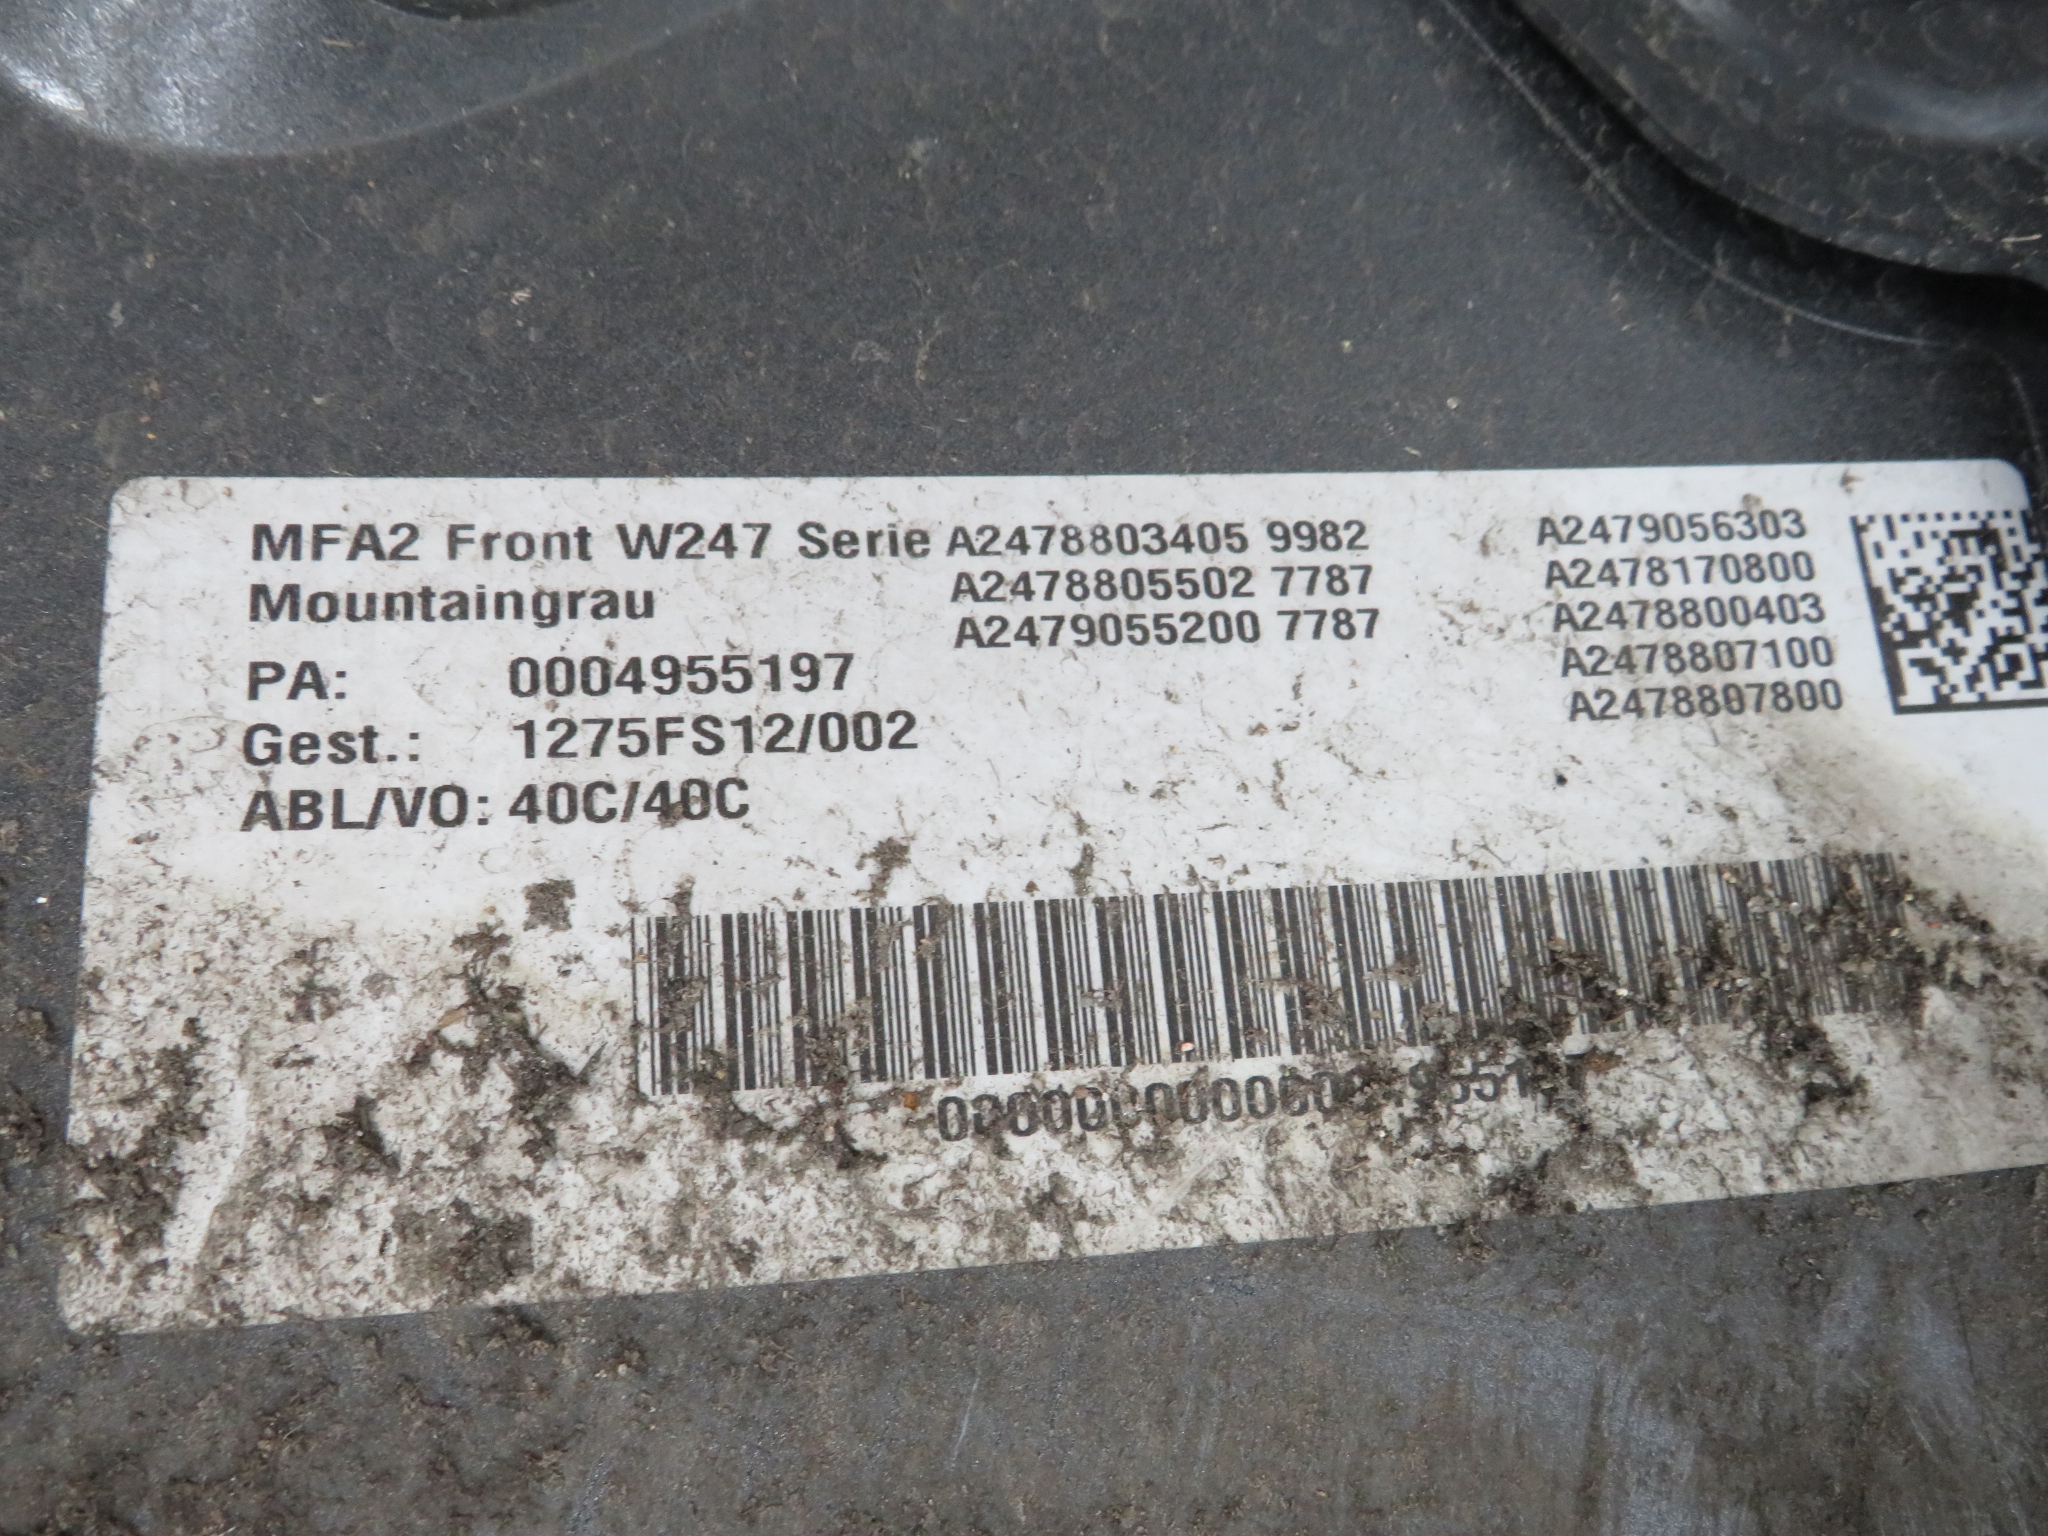 MFA2 Front W247 Serie
Mountaingrau
PA: 0004955197
Gest.: 1275FS12/002
ABL/VO: 40C/40C
A2478803405 9982
A2478805502 7787
A2479055200 7787
A2479056303
A2478170800
A2478800403
A2478807100
A2478807800